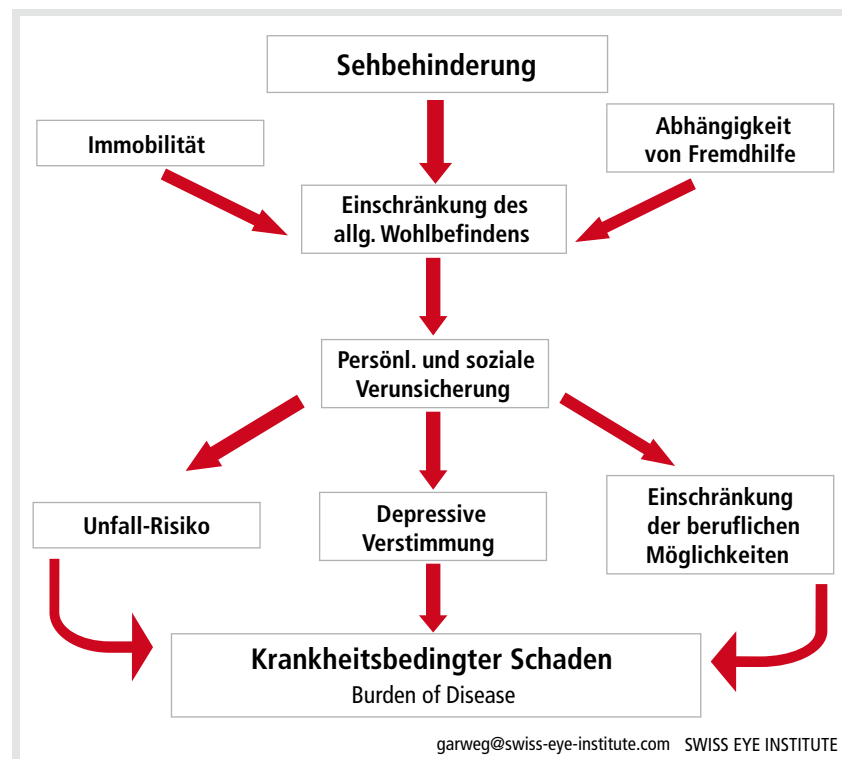 Sehbehinderung
Immobilität
Abhängigkeit
von Fremdhilfe
Einschränkung des
allg. Wohlbefindens
Persönl. und soziale
Verunsicherung
Unfall-Risiko
Depressive
Verstimmung
Einschränkung
der beruflichen
Möglichkeiten
Krankheitsbedingter Schaden
Burden of Disease
garweg@swiss-eye-institute.com SWISS EYE INSTITUTE